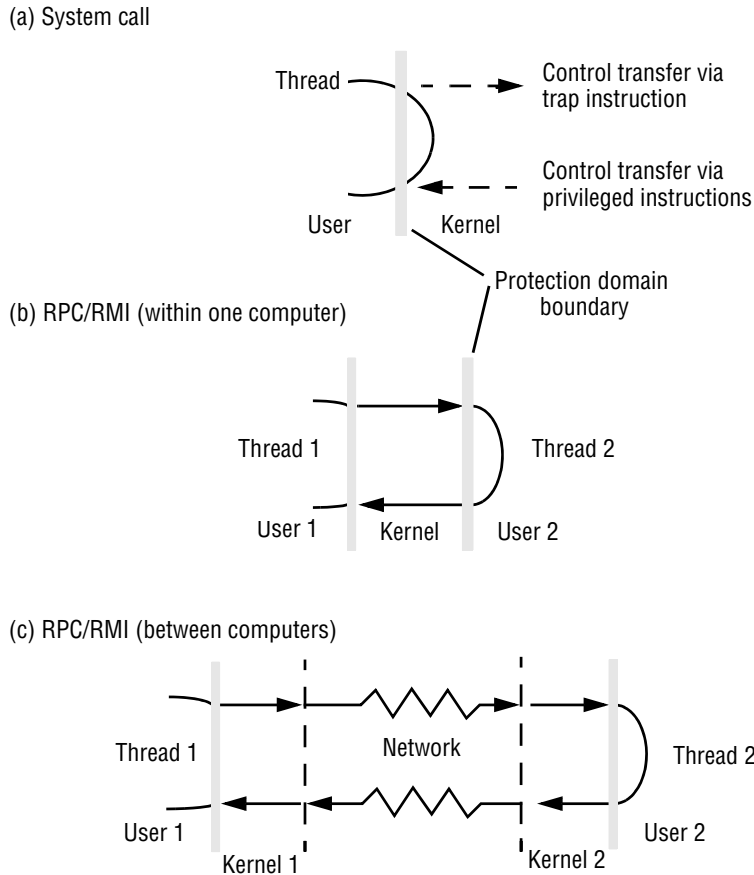 (a) System call
Thread
Control transfer via
trap instruction
Control transfer via
privileged instructions
User
Kernel
Protection domain
boundary
(b) RPC/RMI (within one computer)
Thread 1
Thread 2
User 1
Kernel
User 2
(c) RPC/RMI (between computers)
Thread 1
Network
Thread 2
User 1
User 2
Kernel 1
Kernel 2